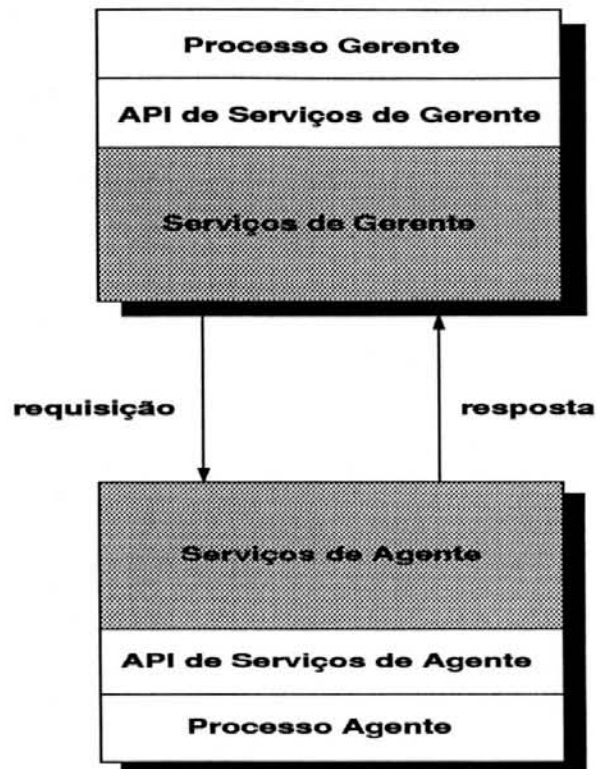 Processo Gerente
API de Serviços de Gerente
Serviços de Gerente
requisição
resposta
Serviços de Agente
API de Serviços de Agente
Processo Agente